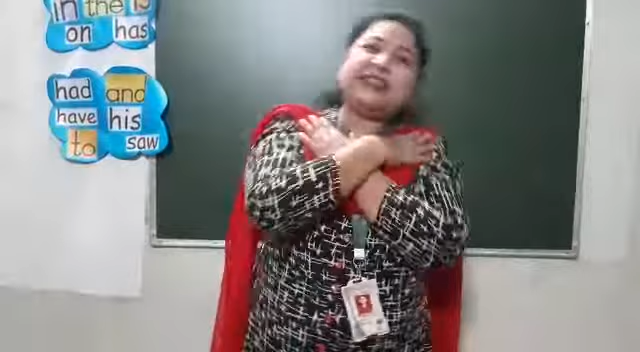 in the is
on has
had and
have his
to saw